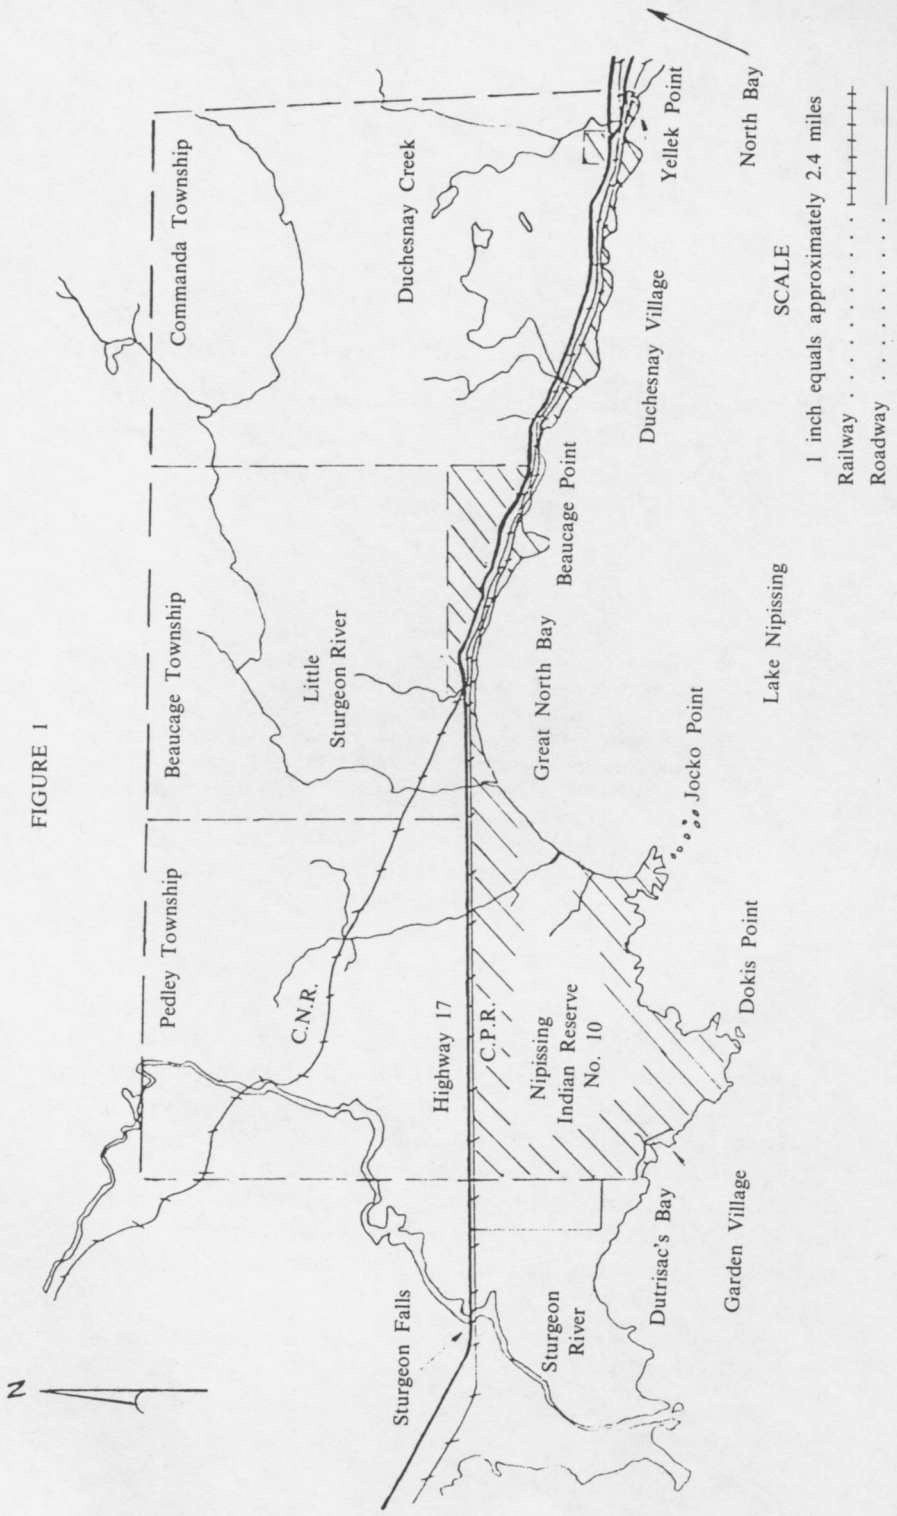 FIGURE 1
N
Pedley Township
Beaucage Township
Commanda Township
C.N.R.
Little
Sturgeon River
Duchesnay Creek
Sturgeon Falls
Highway 17
C.P.R.
Nipissing
Indian Reserve
No. 10
Sturgeon
River
Great North Bay
Beaucage Point
Duchesnay Village
Yellek Point
Dutrisac's Bay
Jocko Point
North Bay
Garden Village
Dokis Point
Lake Nipissing
SCALE
1 inch equals approximately 2.4 miles
Railway . . . . . . . . . .
Roadway . . . . . . . . .